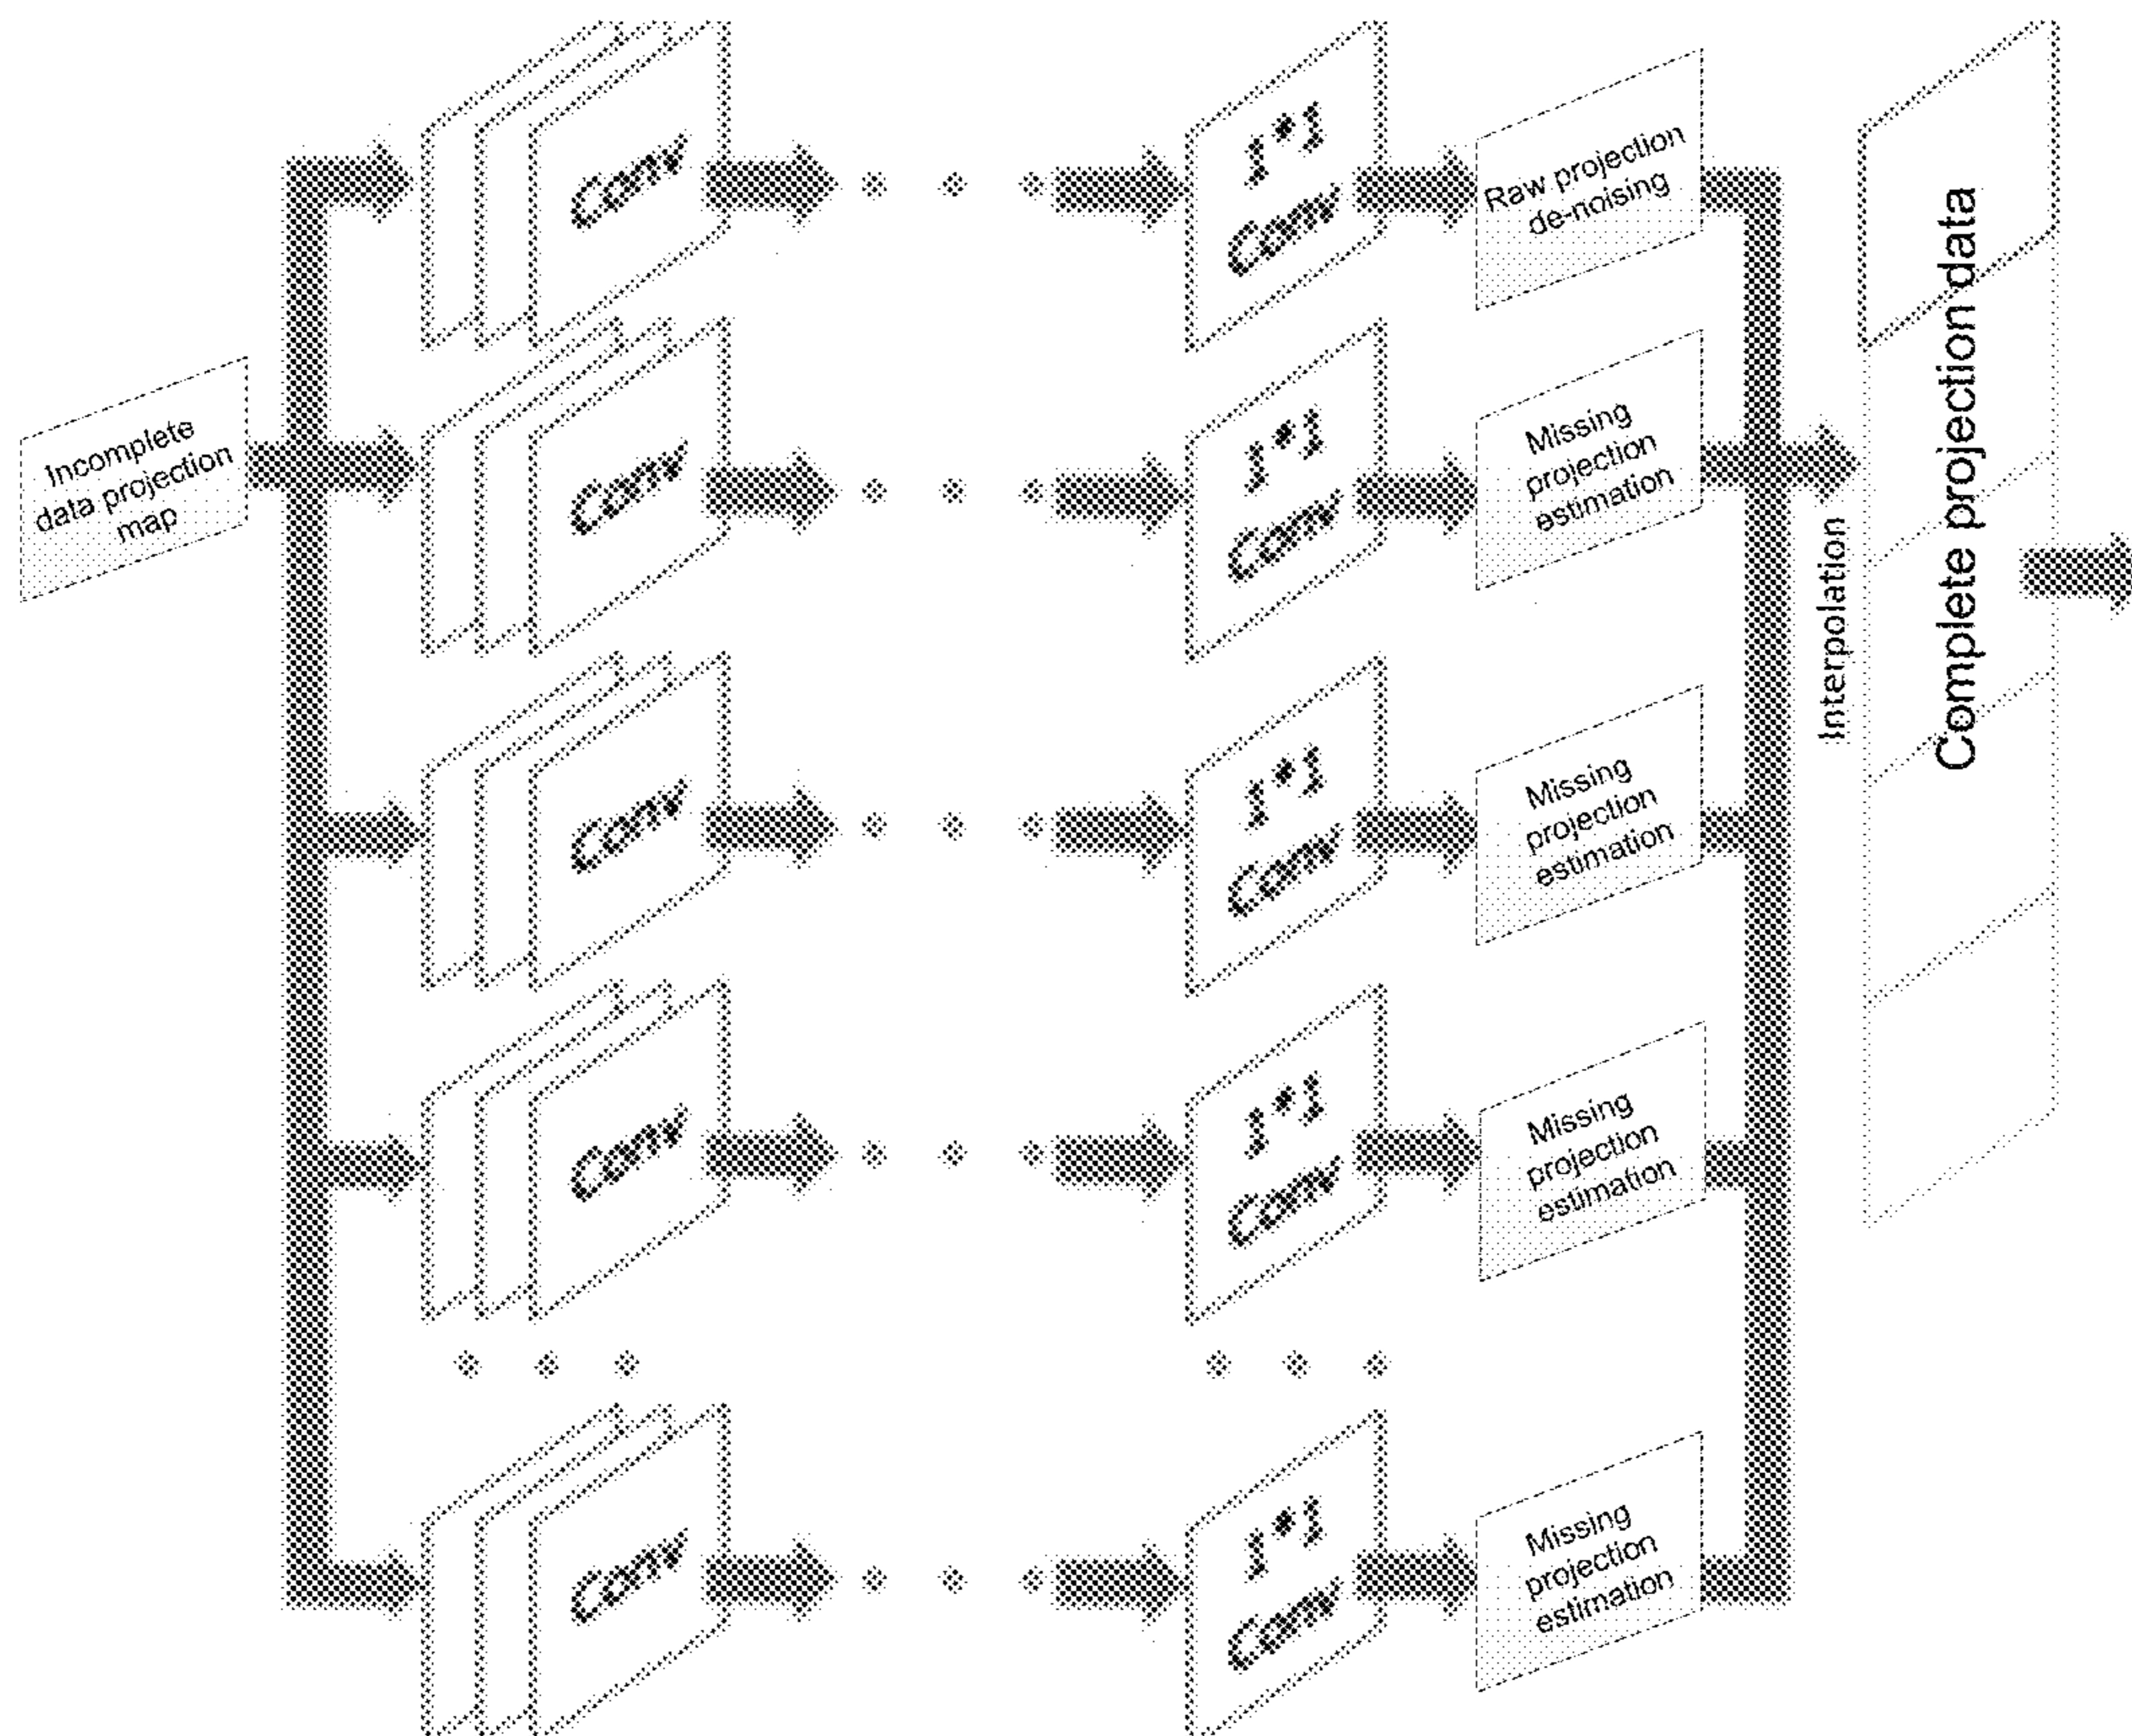 Incomplete
data projection
map
Conv
1*1
Conv
Raw projection
de-noising
Conv
1*1
Conv
Missing
projection
estimation
Conv
1*1
Conv
Missing
projection
estimation
Conv
1*1
Conv
Missing
projection
estimation
Conv
1*1
Conv
Missing
projection
estimation
Interpolation
Complete projection data